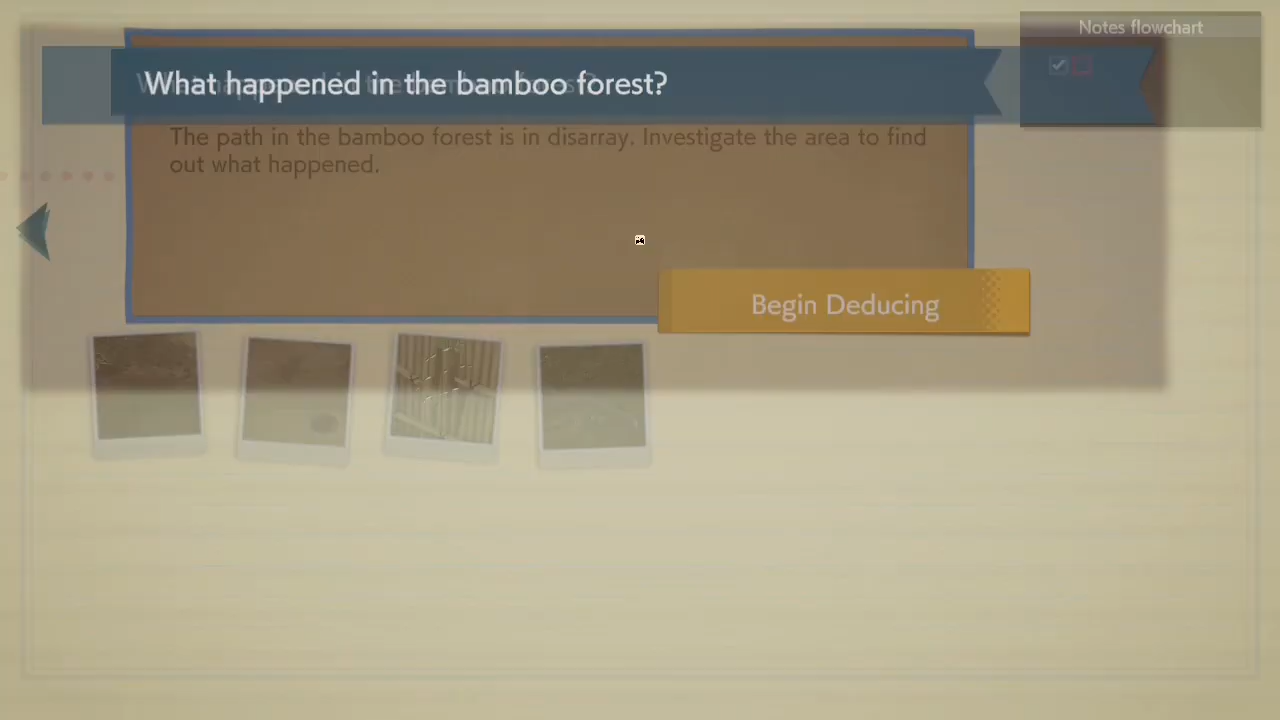 Notes flowchart
What happened in the bamboo forest?
The path in the bamboo forest is in disarray. Investigate the area to find
out what happened.
Begin Deducing